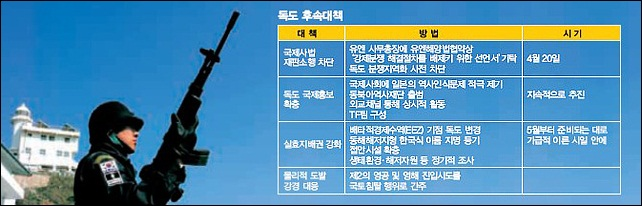 독도 후속대책
대 책 방 법 시 기
국제사법
재판소행 차단
유엔 사무총장에 유엔해양법협약상
'강제분쟁 해결절차를 배제키 위한 선언서' 기탁
독도 분쟁지역화 사전 차단
4월 20일
독도 국제홍보
확충
국제사회에 일본의 역사인식문제 적극 제기
동북아역사재단 출범
외교채널 통해 상시적 활동
TF팀 구성
지속적으로 추진
실효지배권 강화
배타적경제수역(EEZ) 기점 독도 변경
동해해저지형 한국식 이름 지명 등기
접안시설 확충
생태환경·해저자원 등 정기적 조사
5월부터 준비되는 대로
가급적 이른 시일 안에
물리적 도발
강경 대응
제2의 영공 및 영해 진입시도를
국토침탈 행위로 간주